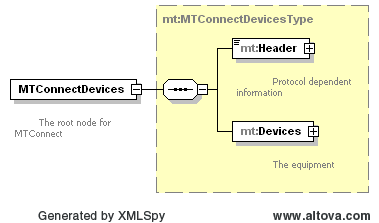 mt:MTConnectDevicesType
mt:Header
Protocol dependent
information
MTConnectDevices
The root node for
MTConnect
mt:Devices
The equipment
Generated by XMLSpy
www.altova.com